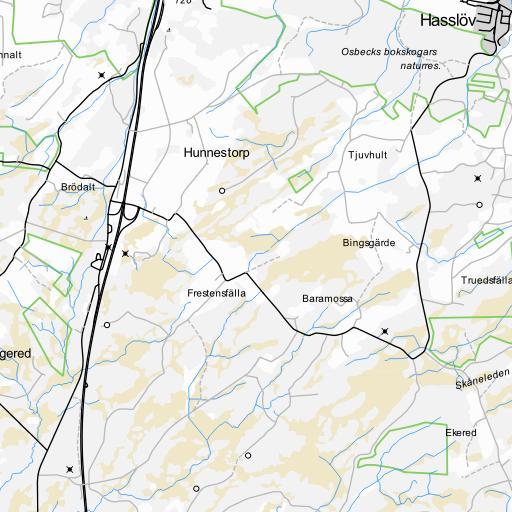 Hasslöv
Osbecks bokskogars
naturres.
Hunnestorp
Tjuvhult
Brödalt
Bingsgärde
Truedsfälla
Frestensfälla
Baramossa
gered
Skåneleden
Ekered